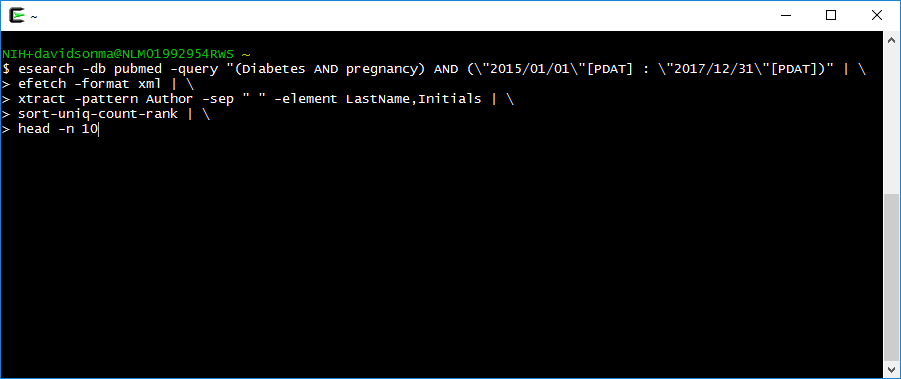 ~
NIH+davidsonma@NLM01992954RWS ~
$ esearch -db pubmed -query "(Diabetes AND pregnancy) AND (\"2015/01/01\"[PDAT] : \"2017/12/31\"[PDAT])" | \
> efetch -format xml | \
> xtract -pattern Author -sep " " -element LastName,Initials | \
> sort-uniq-count-rank | \
> head -n 10